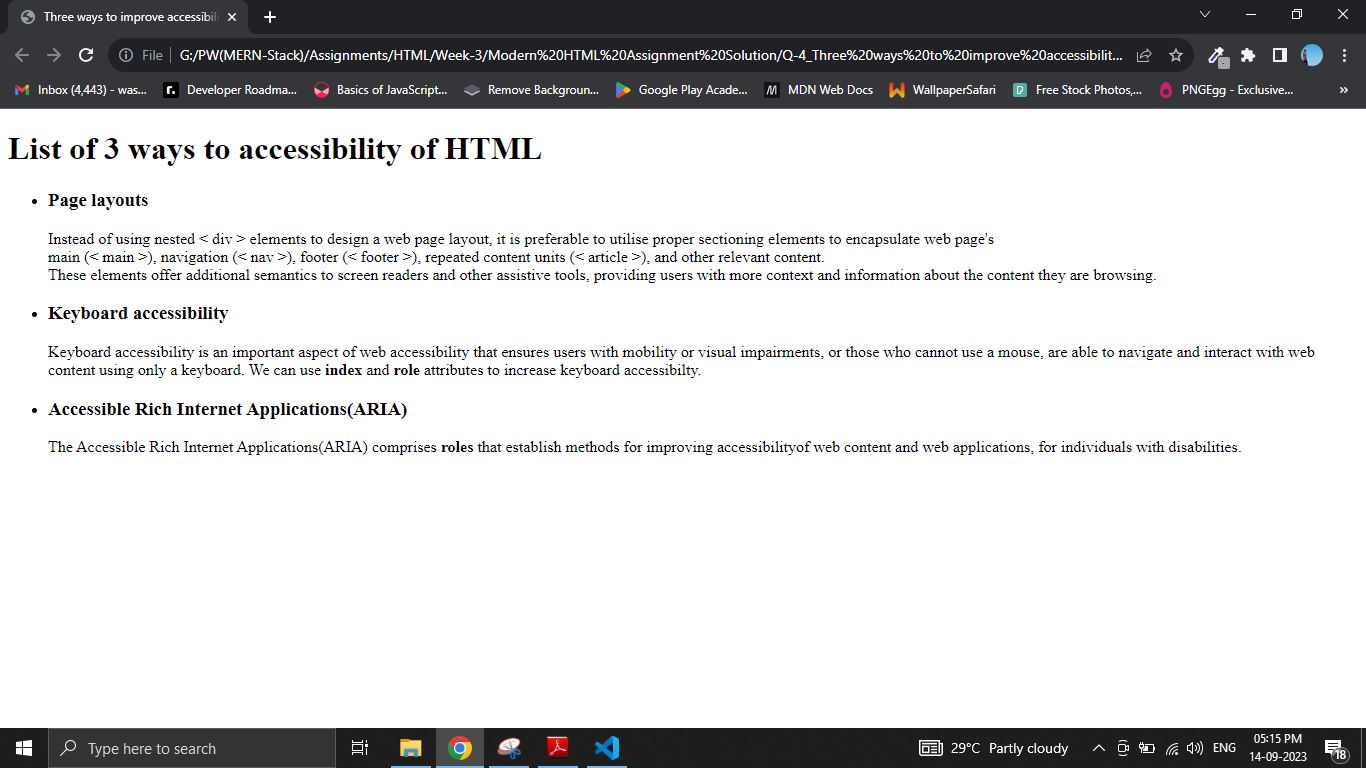 Three ways to improve accessibil
File
G:/PW(MERN-Stack)/Assignments/HTML/Week-3/Modern%20HTML%20Assignment%20Solution/Q-4_Three%20ways%20to%20improve%20accessibilit...
Inbox (4,443) - was... Developer Roadma... Basics of JavaScript... Remove Backgroun... Google Play Acade... MDN Web Docs WallpaperSafari Free Stock Photos,... PNGEgg - Exclusive... »
List of 3 ways to accessibility of HTML
• Page layouts
Instead of using nested < div > elements to design a web page layout, it is preferable to utilise proper sectioning elements to encapsulate web page's
main (< main >), navigation (< nav >), footer (< footer >), repeated content units (< article >), and other relevant content.
These elements offer additional semantics to screen readers and other assistive tools, providing users with more context and information about the content they are browsing.
• Keyboard accessibility
Keyboard accessibility is an important aspect of web accessibility that ensures users with mobility or visual impairments, or those who cannot use a mouse, are able to navigate and interact with web
content using only a keyboard. We can use index and role attributes to increase keyboard accessibilty.
• Accessible Rich Internet Applications(ARIA)
The Accessible Rich Internet Applications(ARIA) comprises roles that establish methods for improving accessibilityof web content and web applications, for individuals with disabilities.
Type here to search
29°C Partly cloudy
ENG
05:15 PM
14-09-2023
18